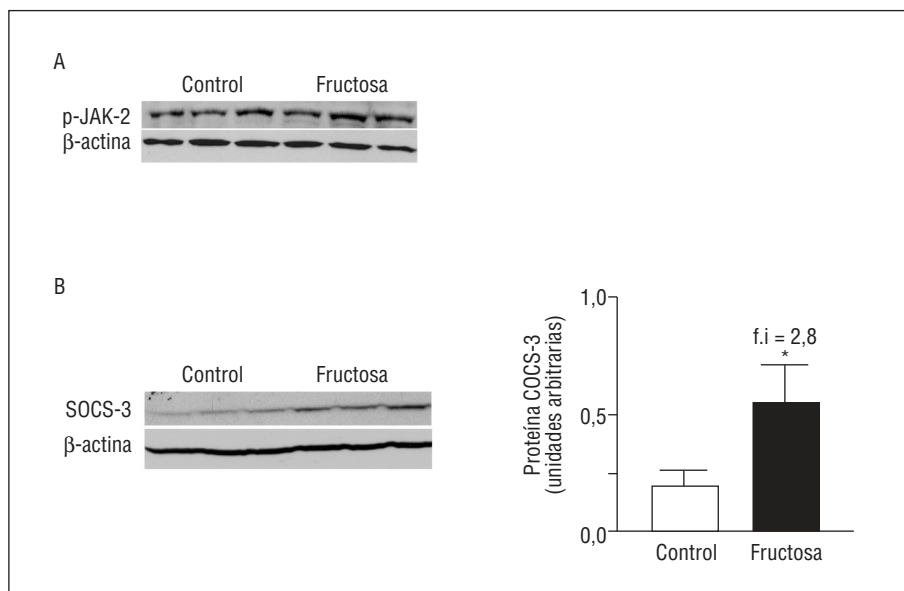 A
Control Fructosa
p-JAK-2
β-actina
B
Control Fructosa
SOCS-3
β-actina
Proteína COCS-3
(unidades arbitrarias)
1,0
0,5
0,0
f.i = 2,8
*
Control Fructosa